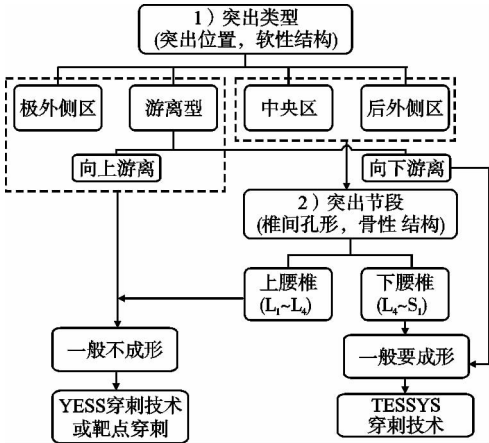 1）突出类型
(突出位置，软性结构)
极外侧区
游离型
中央区
后外侧区
向上游离
向下游离
2）突出节段
(椎间孔形，骨性 结构)
上腰椎
(L1~L4)
下腰椎
(L4~S1)
一般不成形
一般要成形
YESS穿刺技术
或靶点穿刺
TESSYS
穿刺技术